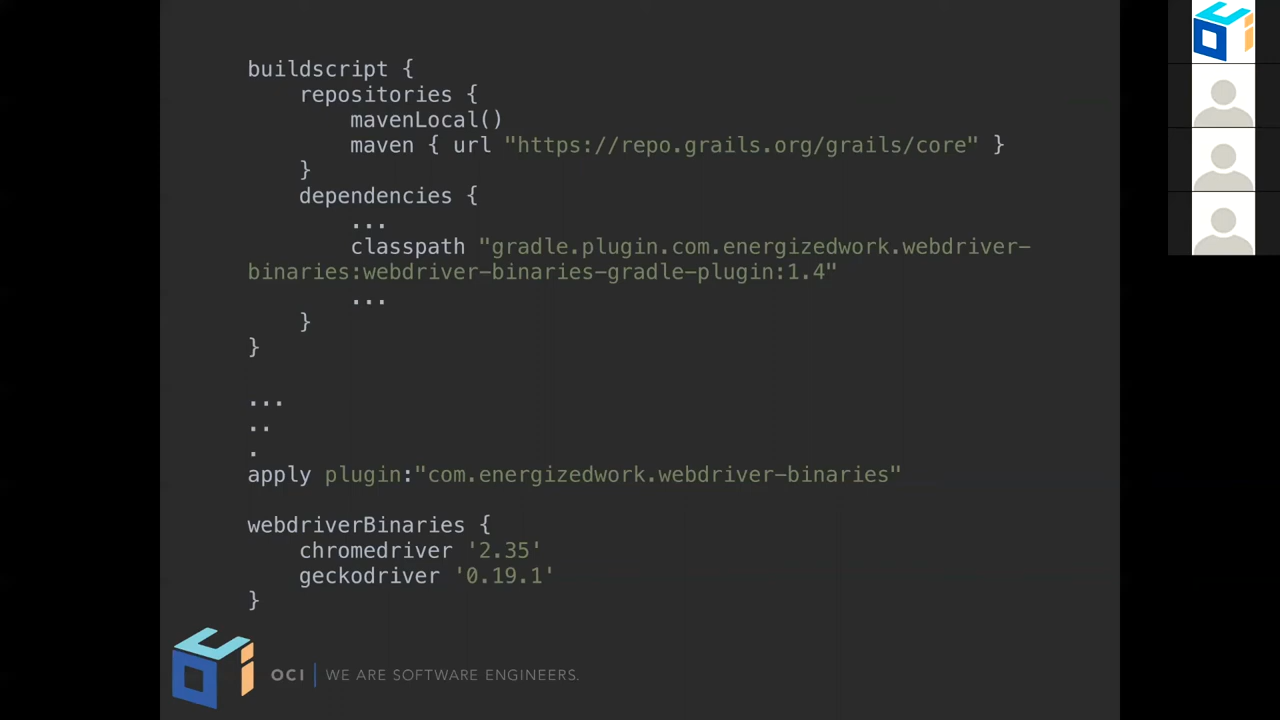 buildscript {
    repositories {
        mavenLocal()
        maven { url "https://repo.grails.org/grails/core" }
    }
    dependencies {
        ...
        classpath "gradle.plugin.com.energizedwork.webdriver-
binaries:webdriver-binaries-gradle-plugin:1.4"
        ...
    }
}
...
..
.
apply plugin:"com.energizedwork.webdriver-binaries"
webdriverBinaries {
    chromedriver '2.35'
    geckodriver '0.19.1'
}
OCI | WE ARE SOFTWARE ENGINEERS.